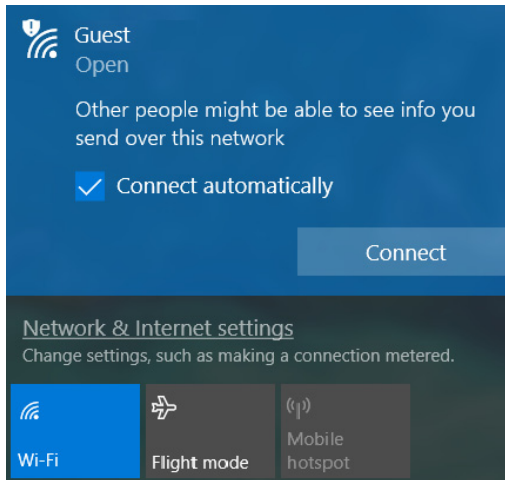 Guest
Open
Other people might be able to see info you
send over this network
Connect automatically
Connect
Network & Internet settings
Change settings, such as making a connection metered.
Wi-Fi
Flight mode
Mobile
hotspot